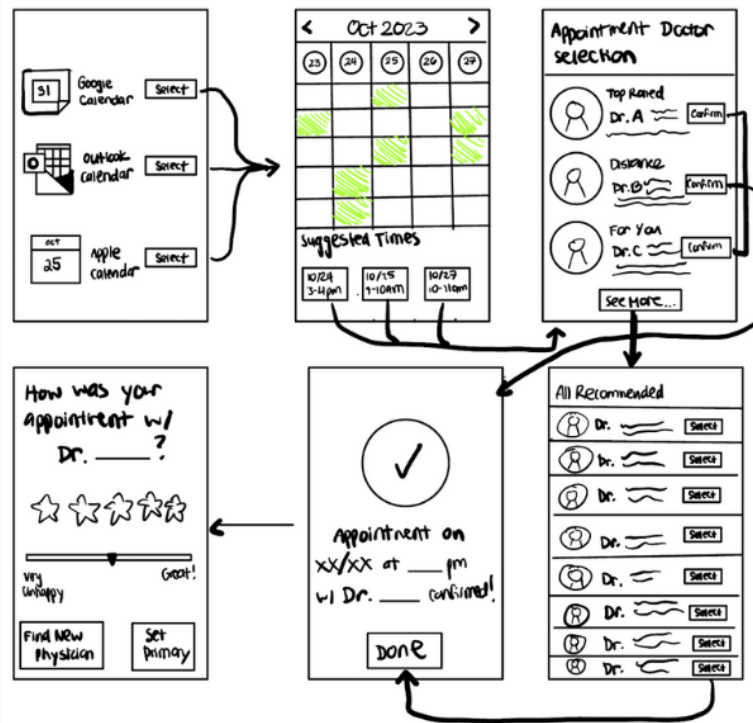 31
Google
Calendar
Select
Outlook
Calendar
Select
Oct
25
Apple
Calendar
Select
< Oct 2023 >
23 24 25 26 27
Suggested Times
10/24
3-4pm
10/25
9-10am
10/27
10-11am
Appointment Doctor
selection
Top Rated
Dr. A
Confirm
Distance
Dr. B
Confirm
For You
Dr. C
Confirm
See More...
How was your
appointment w/
Dr. ____?
Very
unhappy
Great!
Find New
Physician
Set
Primary
Appointment on
xx/xx at ___ pm
w/ Dr. ____ confirmed!
Done
All Recommended
Dr. Select
Dr. Select
Dr. Select
Dr. Select
Dr. Select
Dr. Select
Dr. Select
Dr. Select